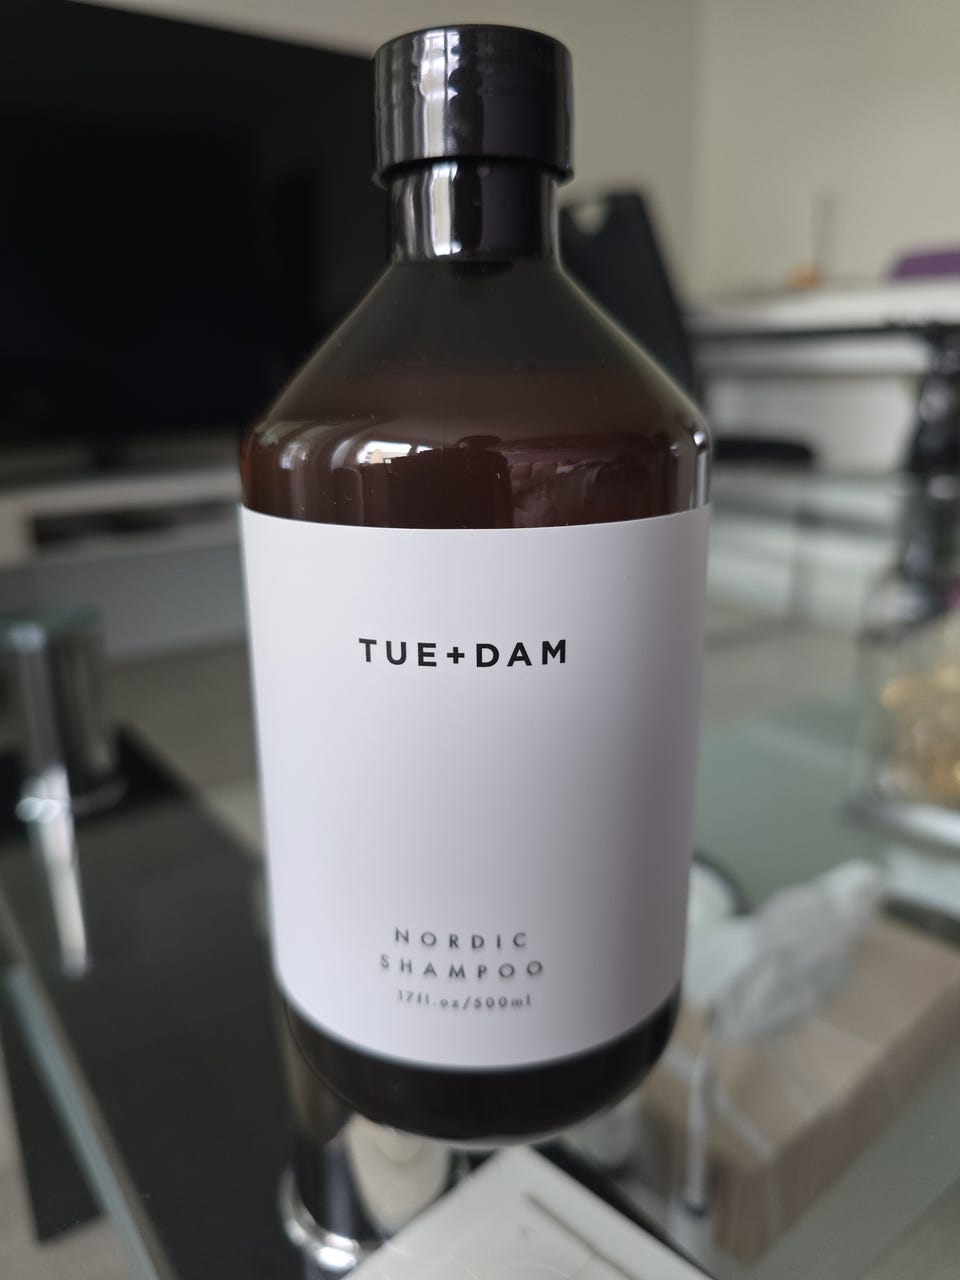 TUE+DAM
NORDIC
SHAMPOO
17fl.oz/500ml